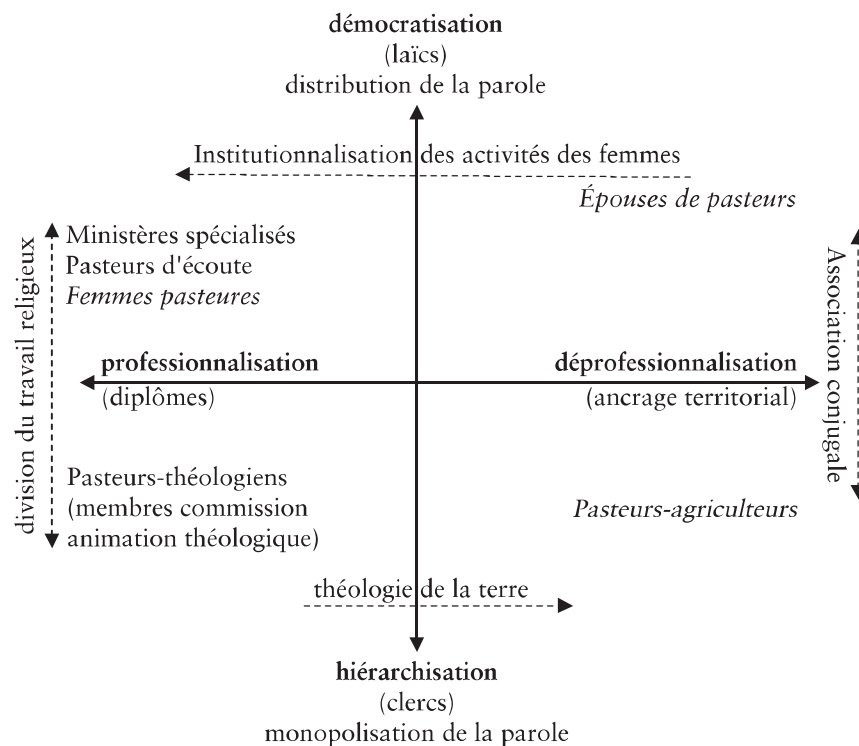 démocratisation
(laïcs)
distribution de la parole
Institutionnalisation des activités des femmes
Épouses de pasteurs
division du travail religieux
Ministères spécialisés
Pasteurs d'écoute
Femmes pasteures
Association conjugale
professionnalisation
(diplômes)
déprofessionnalisation
(ancrage territorial)
Pasteurs-théologiens
(membres commission
animation théologique)
Pasteurs-agriculteurs
théologie de la terre
hiérarchisation
(clercs)
monopolisation de la parole